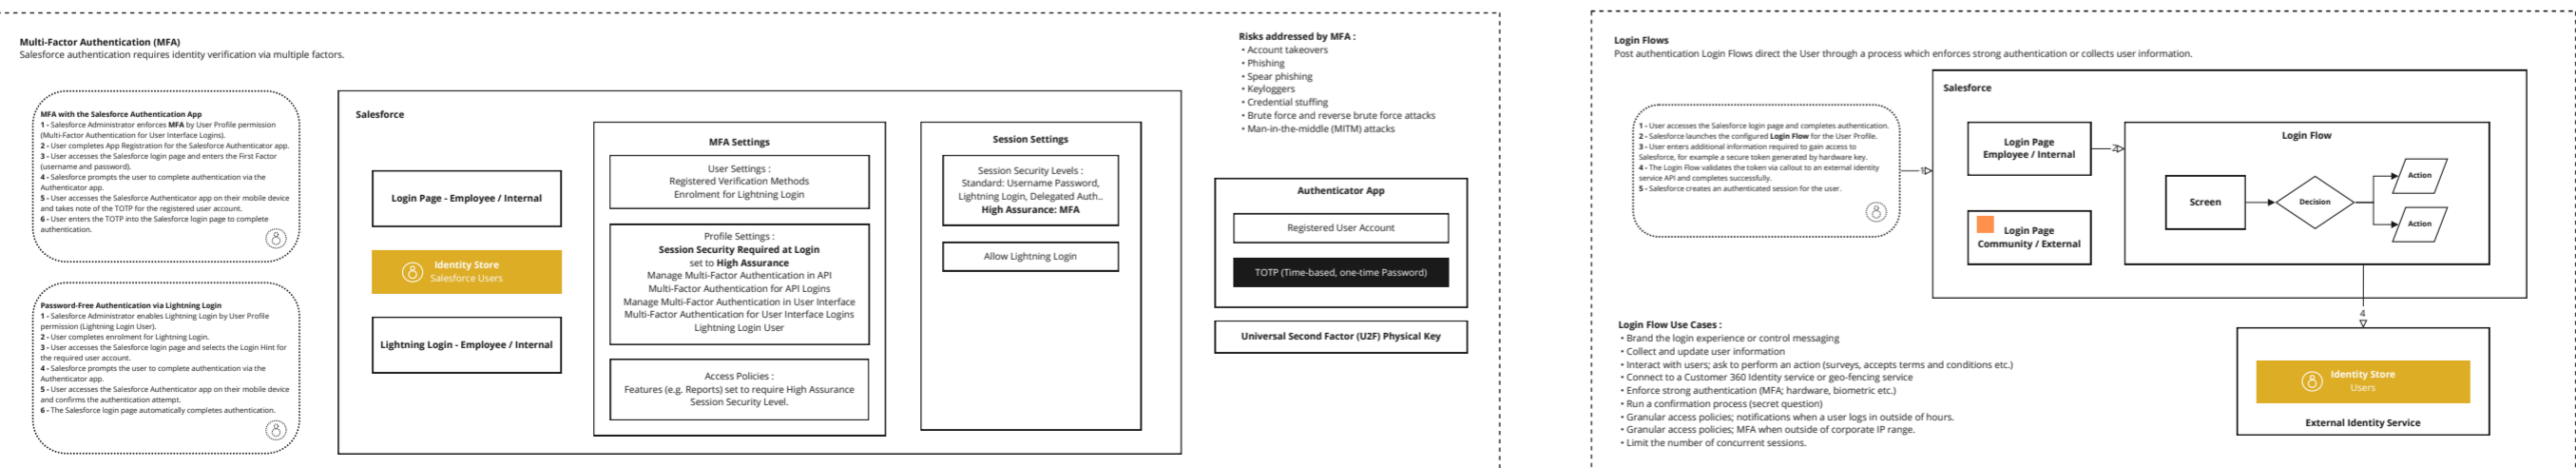 Multi-Factor Authentication (MFA)
Salesforce authentication requires identity verification via multiple factors.
MFA with the Salesforce Authentication App
1 - Salesforce Administrator enforces MFA by User Profile permission
(Multi-Factor Authentication for User Interface Logins).
2 - User completes App Registration for the Salesforce Authenticator app.
3 - User accesses the Salesforce login page and enters the First Factor
(username and password).
4 - Salesforce prompts the user to complete authentication via the
Authenticator app.
5 - User accesses the Salesforce Authenticator app on their mobile device
and takes note of the TOTP for the registered user account.
6 - User enters the TOTP into the Salesforce login page to complete
authentication.
Password-Free Authentication via Lightning Login
1 - Salesforce Administrator enables Lightning Login by User Profile
permission (Lightning Login User).
2 - User completes enrolment for Lightning Login.
3 - User accesses the Salesforce login page and selects the Login Hint for
the required user account.
4 - Salesforce prompts the user to complete authentication via the
Authenticator app.
5 - User accesses the Salesforce Authenticator app on their mobile device
and confirms the authentication attempt.
6 - The Salesforce login page automatically completes authentication.
Salesforce
Login Page - Employee / Internal
Identity Store
Salesforce Users
Lightning Login - Employee / Internal
MFA Settings
User Settings :
Registered Verification Methods
Enrolment for Lightning Login
Profile Settings :
Session Security Required at Login
set to High Assurance
Manage Multi-Factor Authentication in API
Multi-Factor Authentication for API Logins
Manage Multi-Factor Authentication in User Interface
Multi-Factor Authentication for User Interface Logins
Lightning Login User
Access Policies :
Features (e.g. Reports) set to require High Assurance
Session Security Level.
Session Settings
Session Security Levels :
Standard: Username Password,
Lightning Login, Delegated Auth..
High Assurance: MFA
Allow Lightning Login
Risks addressed by MFA :
• Account takeovers
• Phishing
• Spear phishing
• Keyloggers
• Credential stuffing
• Brute force and reverse brute force attacks
• Man-in-the-middle (MITM) attacks
Authenticator App
Registered User Account
TOTP (Time-based, one-time Password)
Universal Second Factor (U2F) Physical Key
Login Flows
Post authentication Login Flows direct the User through a process which enforces strong authentication or collects user information.
1 - User accesses the Salesforce login page and completes authentication.
2 - Salesforce launches the configured Login Flow for the User Profile.
3 - User enters additional information required to gain access to
Salesforce, for example a secure token generated by hardware key.
4 - The Login Flow validates the token via callout to an external identity
service API and completes successfully.
5 - Salesforce creates an authenticated session for the user.
1
Salesforce
Login Page
Employee / Internal
2
Login Page
Community / External
Login Flow
Screen
Decision
Action
Action
4
Login Flow Use Cases :
• Brand the login experience or control messaging
• Collect and update user information
• Interact with users; ask to perform an action (surveys, accepts terms and conditions etc.)
• Connect to a Customer 360 Identity service or geo-fencing service
• Enforce strong authentication (MFA; hardware, biometric etc.)
• Run a confirmation process (secret question)
• Granular access policies; notifications when a user logs in outside of hours.
• Granular access policies; MFA when outside of corporate IP range.
• Limit the number of concurrent sessions.
Identity Store
Users
External Identity Service